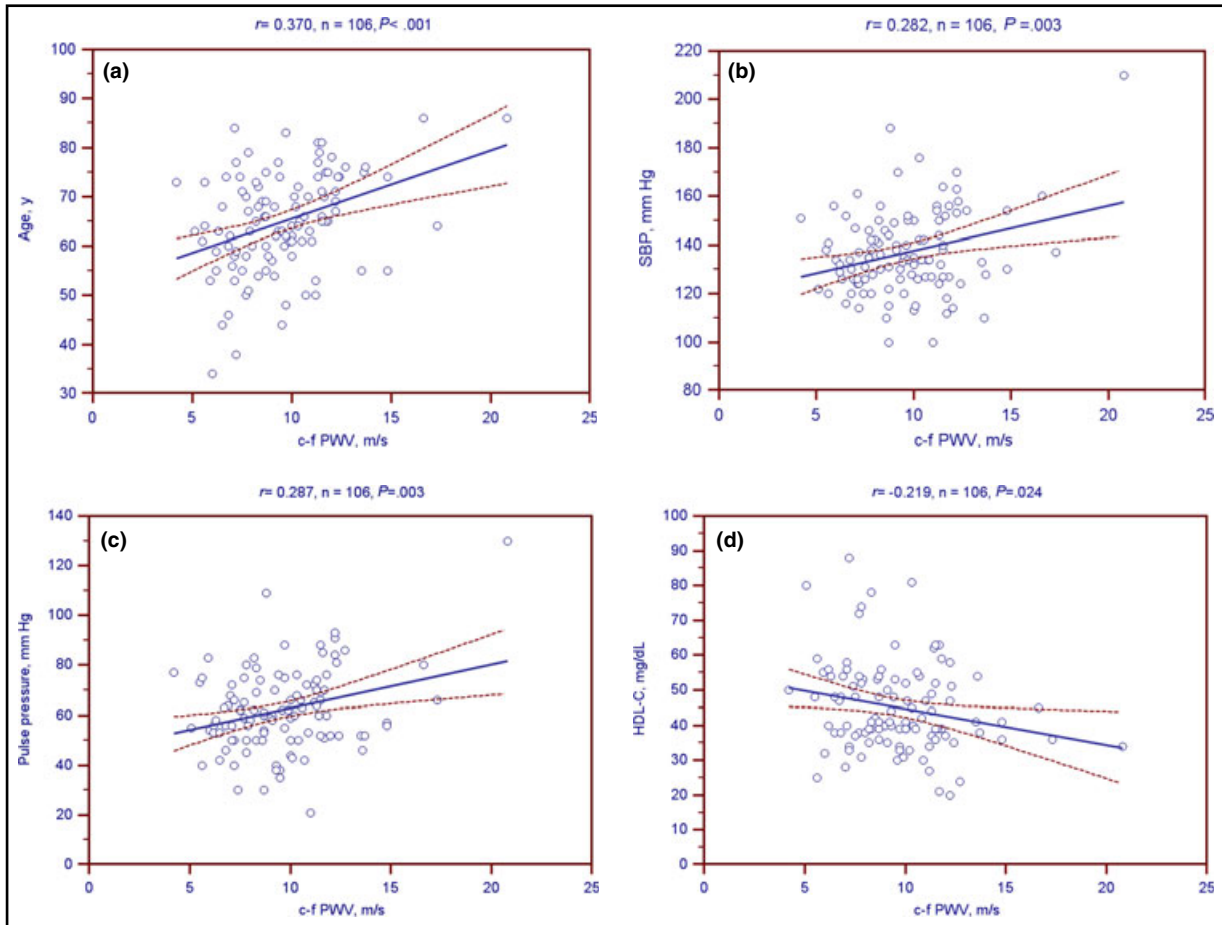 r= 0.370, n = 106, P< .001
(a)
100
90
80
70
60
50
40
30
Age, y
0 5 10 15 20 25
c-f PWV, m/s
r= 0.282, n = 106, P =.003
(b)
220
200
180
160
140
120
100
80
SBP, mm Hg
0 5 10 15 20 25
c-f PWV, m/s
r= 0.287, n = 106, P=.003
(c)
140
120
100
80
60
40
20
0
Pulse pressure, mm Hg
0 5 10 15 20 25
c-f PWV, m/s
r= -0.219, n = 106, P=.024
(d)
100
90
80
70
60
50
40
30
20
10
0
HDL-C, mg/dL
0 5 10 15 20 25
c-f PWV, m/s